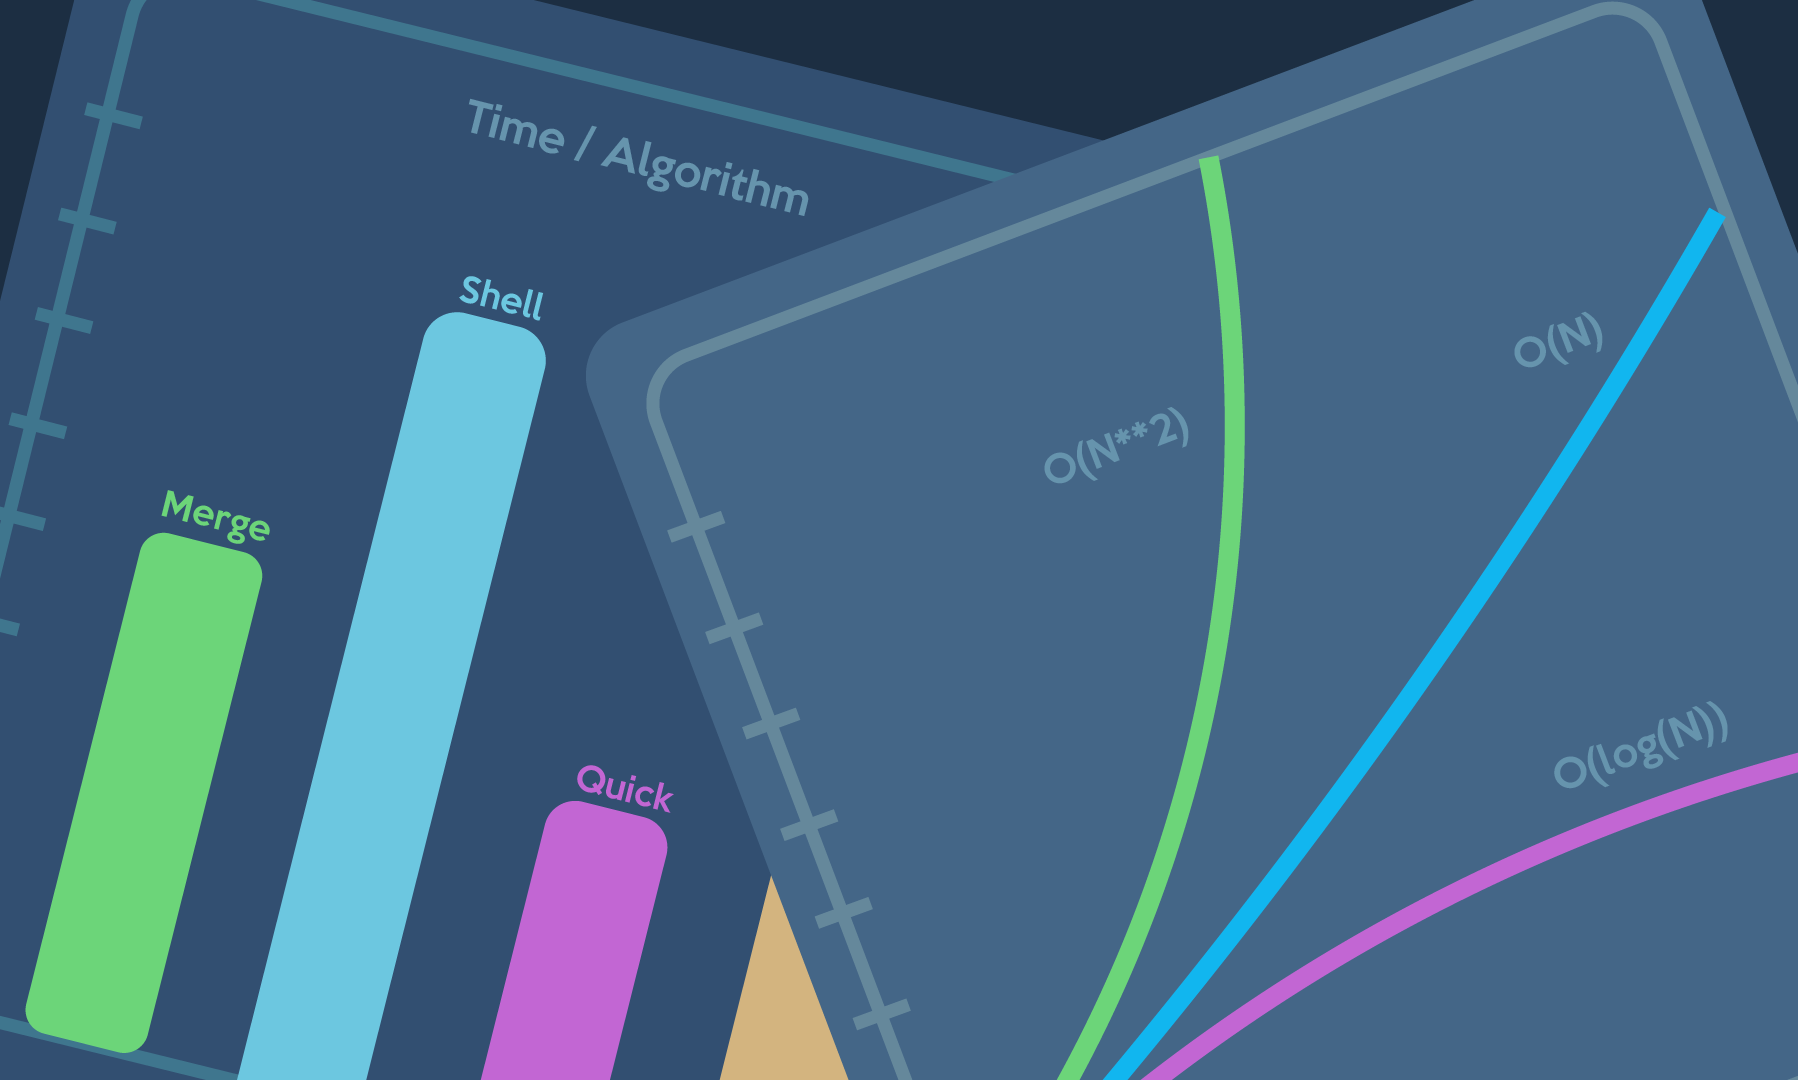 Time / Algorithm
Shell
Merge
Quick
O(N**2)
O(N)
O(log(N))